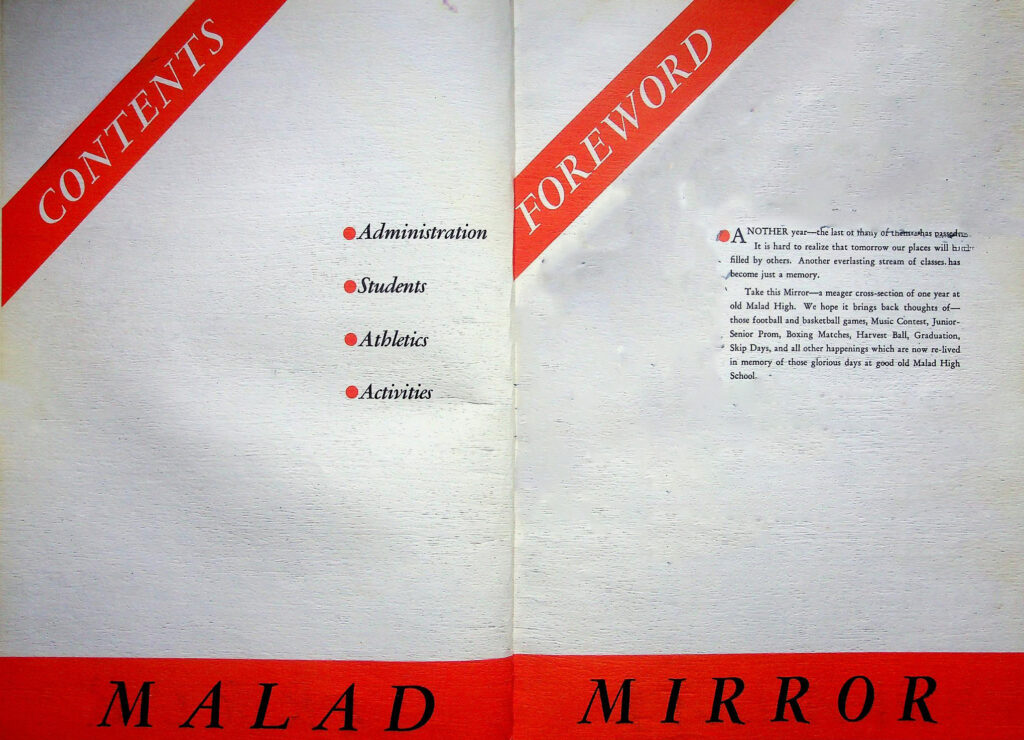 CONTENTS
Administration
Students
Athletics
Activities
FOREWORD
ANOTHER year—the last of many of them—has passed on.
It is hard to realize that tomorrow our places will be
filled by others. Another everlasting stream of classes has
become just a memory.
Take this Mirror—a meager cross-section of one year at
old Malad High. We hope it brings back thoughts of—
those football and basketball games, Music Contest, Junior-
Senior Prom, Boxing Matches, Harvest Ball, Graduation,
Skip Days, and all other happenings which are now re-lived
in memory of those glorious days at good old Malad High
School.
MALAD MIRROR